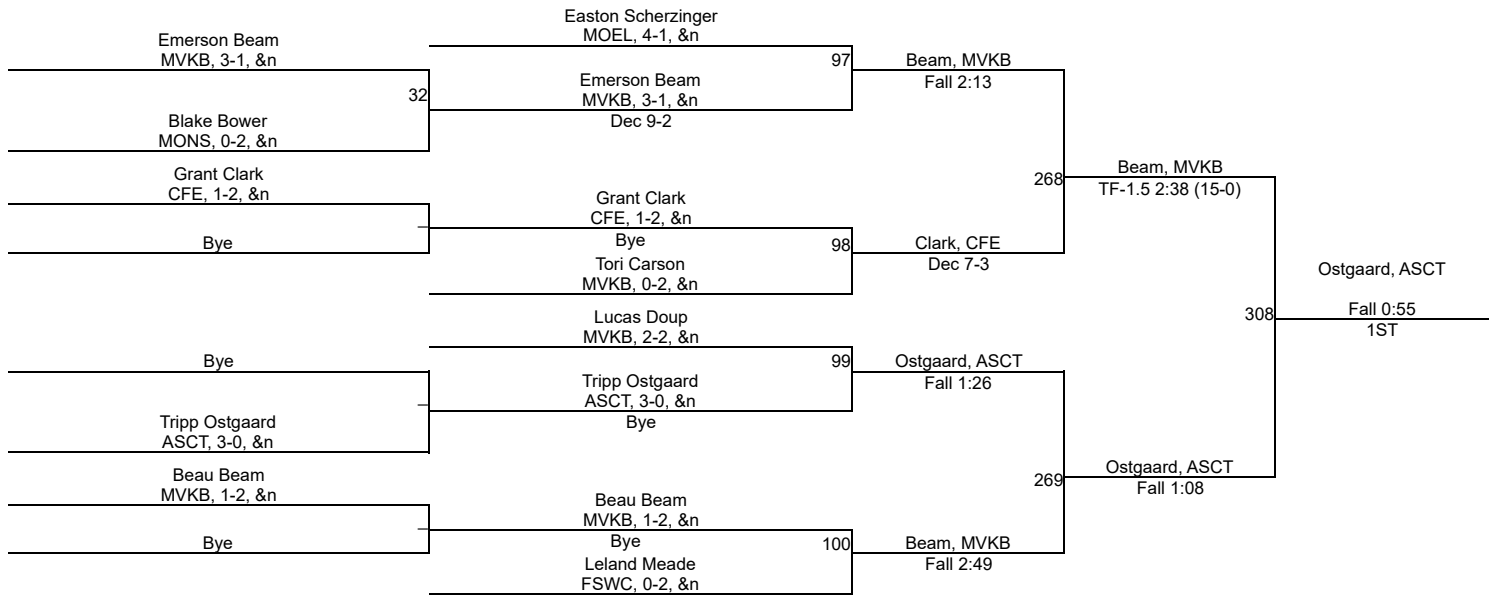 Emerson Beam
MVKB, 3-1, &n
32
Blake Bower
MONS, 0-2, &n
Grant Clark
CFE, 1-2, &n
Bye
Bye
Tripp Ostgaard
ASCT, 3-0, &n
Beau Beam
MVKB, 1-2, &n
Bye
Easton Scherzinger
MOEL, 4-1, &n
97
Emerson Beam
MVKB, 3-1, &n
Dec 9-2
Grant Clark
CFE, 1-2, &n
Bye
98
Tori Carson
MVKB, 0-2, &n
Lucas Doup
MVKB, 2-2, &n
99
Tripp Ostgaard
ASCT, 3-0, &n
Bye
Beau Beam
MVKB, 1-2, &n
Bye
100
Leland Meade
FSWC, 0-2, &n
Beam, MVKB
Fall 2:13
268
Clark, CFE
Dec 7-3
Ostgaard, ASCT
Fall 1:26
269
Beam, MVKB
Fall 2:49
Beam, MVKB
TF-1.5 2:38 (15-0)
308
Ostgaard, ASCT
Fall 1:08
Ostgaard, ASCT
Fall 0:55
1ST